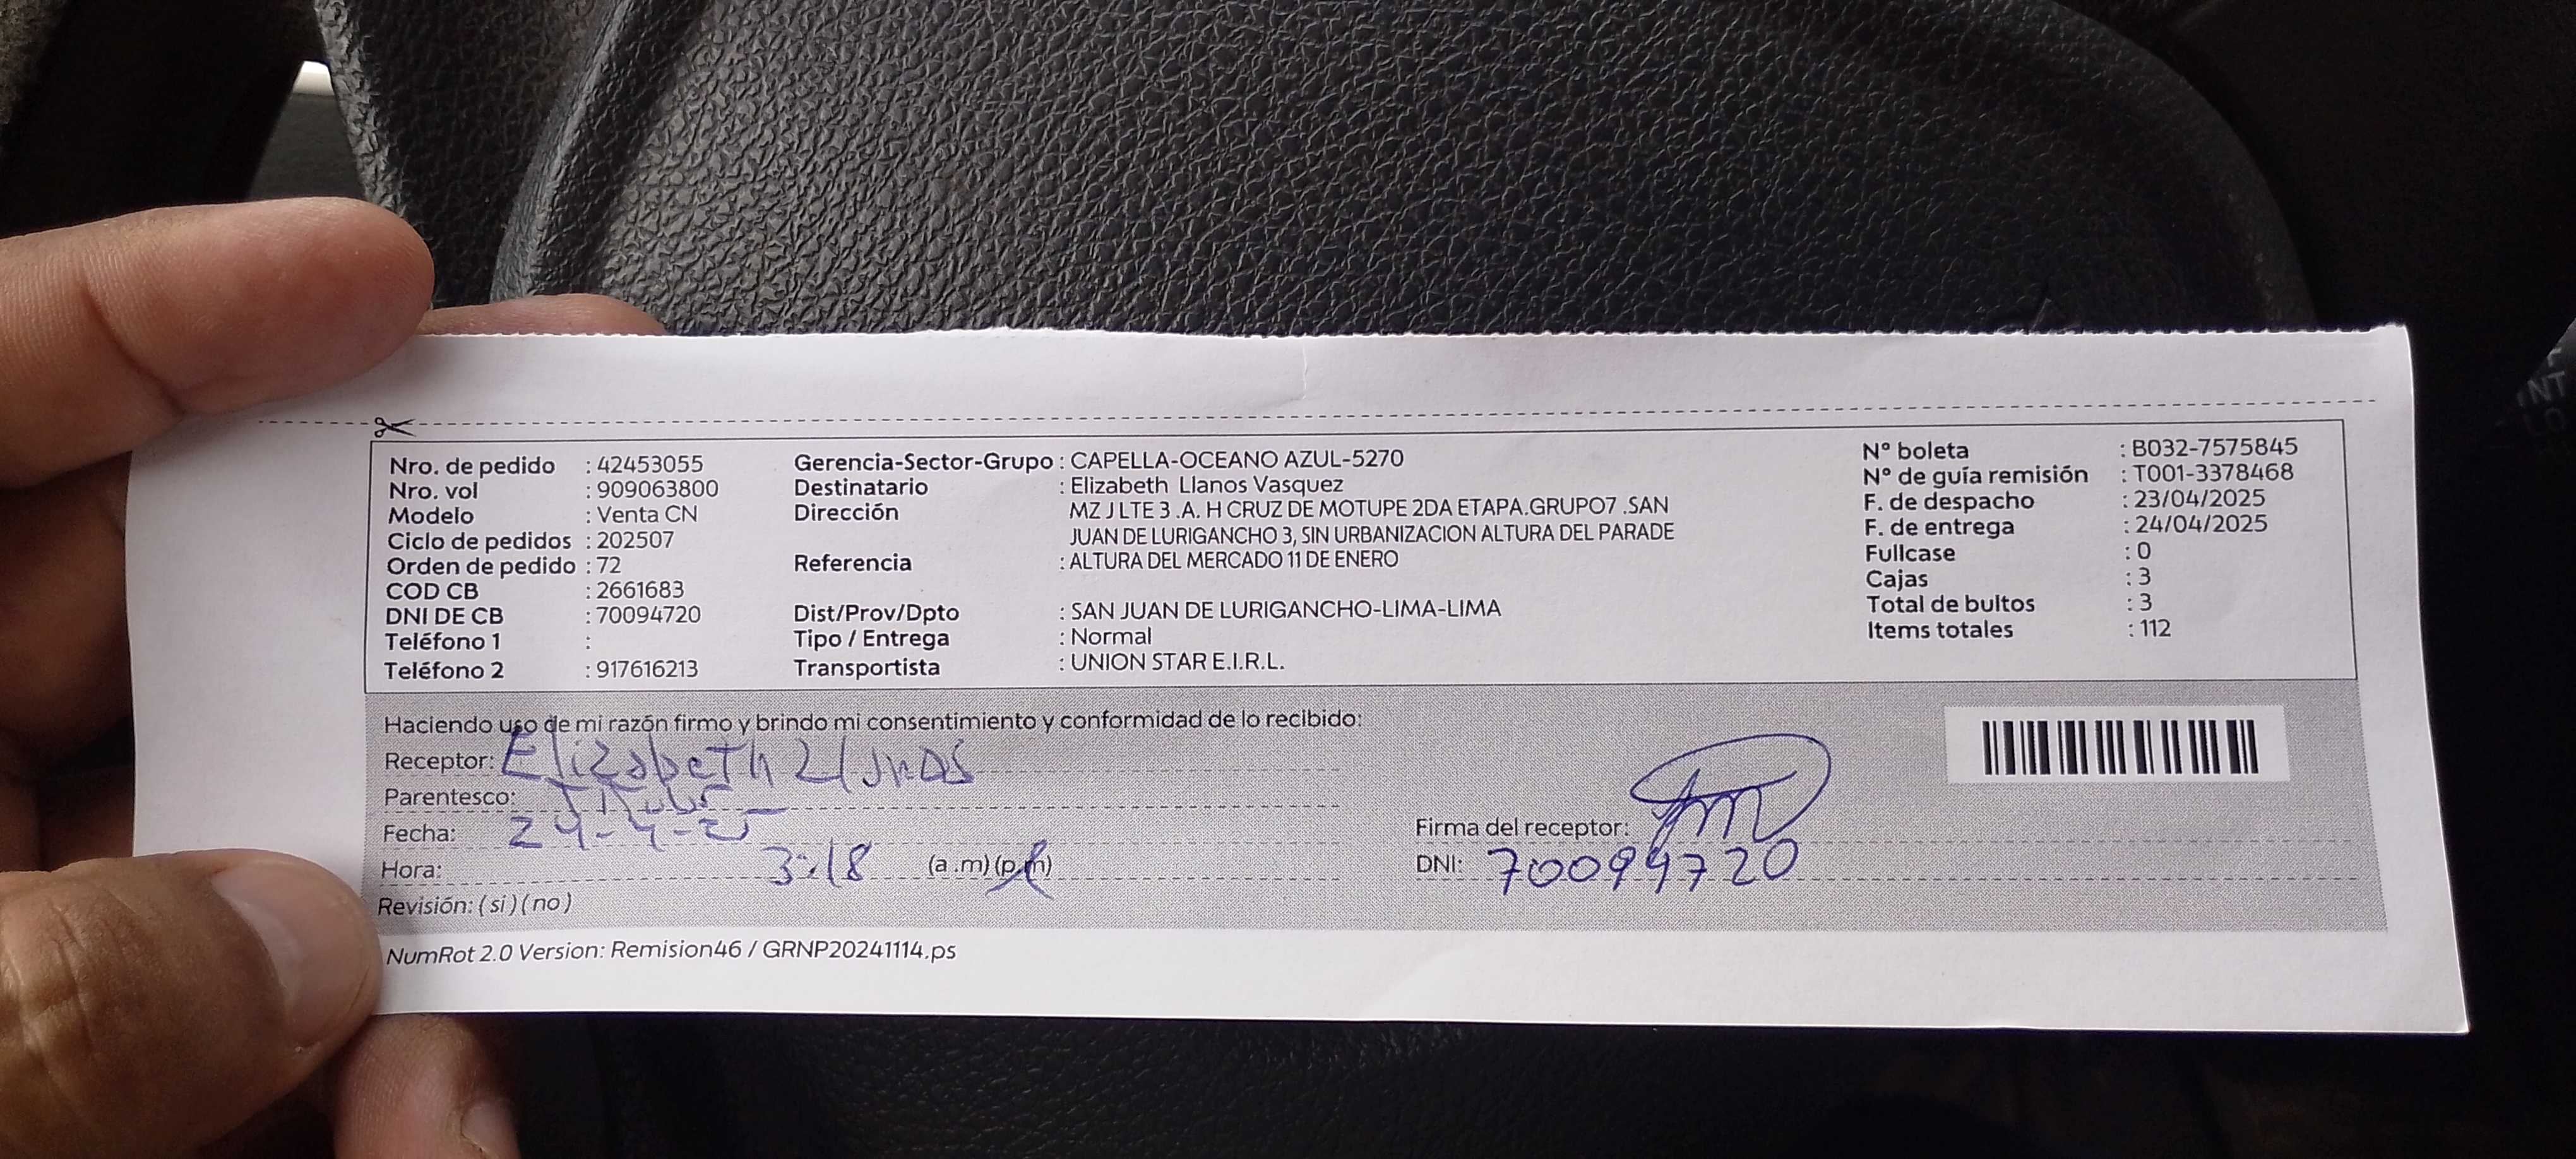 Nro. de pedido : 42453055
Nro. vol : 909063800
Modelo : Venta CN
Ciclo de pedidos : 202507
Orden de pedido : 72
COD CB : 2661683
DNI DE CB : 70094720
Teléfono 1 :
Teléfono 2 : 917616213
Gerencia-Sector-Grupo : CAPELLA-OCEANO AZUL-5270
Destinatario : Elizabeth Llanos Vasquez
Dirección MZ J LTE 3 .A. H CRUZ DE MOTUPE 2DA ETAPA.GRUPO7 .SAN
JUAN DE LURIGANCHO 3, SIN URBANIZACION ALTURA DEL PARADE
Referencia : ALTURA DEL MERCADO 11 DE ENERO
Dist/Prov/Dpto : SAN JUAN DE LURIGANCHO-LIMA-LIMA
Tipo / Entrega : Normal
Transportista : UNION STAR E.I.R.L.
N° boleta : B032-7575845
N° de guía remisión : T001-3378468
F. de despacho : 23/04/2025
F. de entrega : 24/04/2025
Fullcase : 0
Cajas : 3
Total de bultos : 3
Items totales : 112
Haciendo uso de mi razón firmo y brindo mi consentimiento y conformidad de lo recibido:
Receptor: Elizabeth Llanos
Parentesco:
Fecha: 24-4-25
Hora: 3:18 (a .m) (p.m)
Revisión: ( si ) ( no )
Firma del receptor:
DNI: 70094720
NumRot 2.0 Version: Remision46 / GRNP20241114.ps